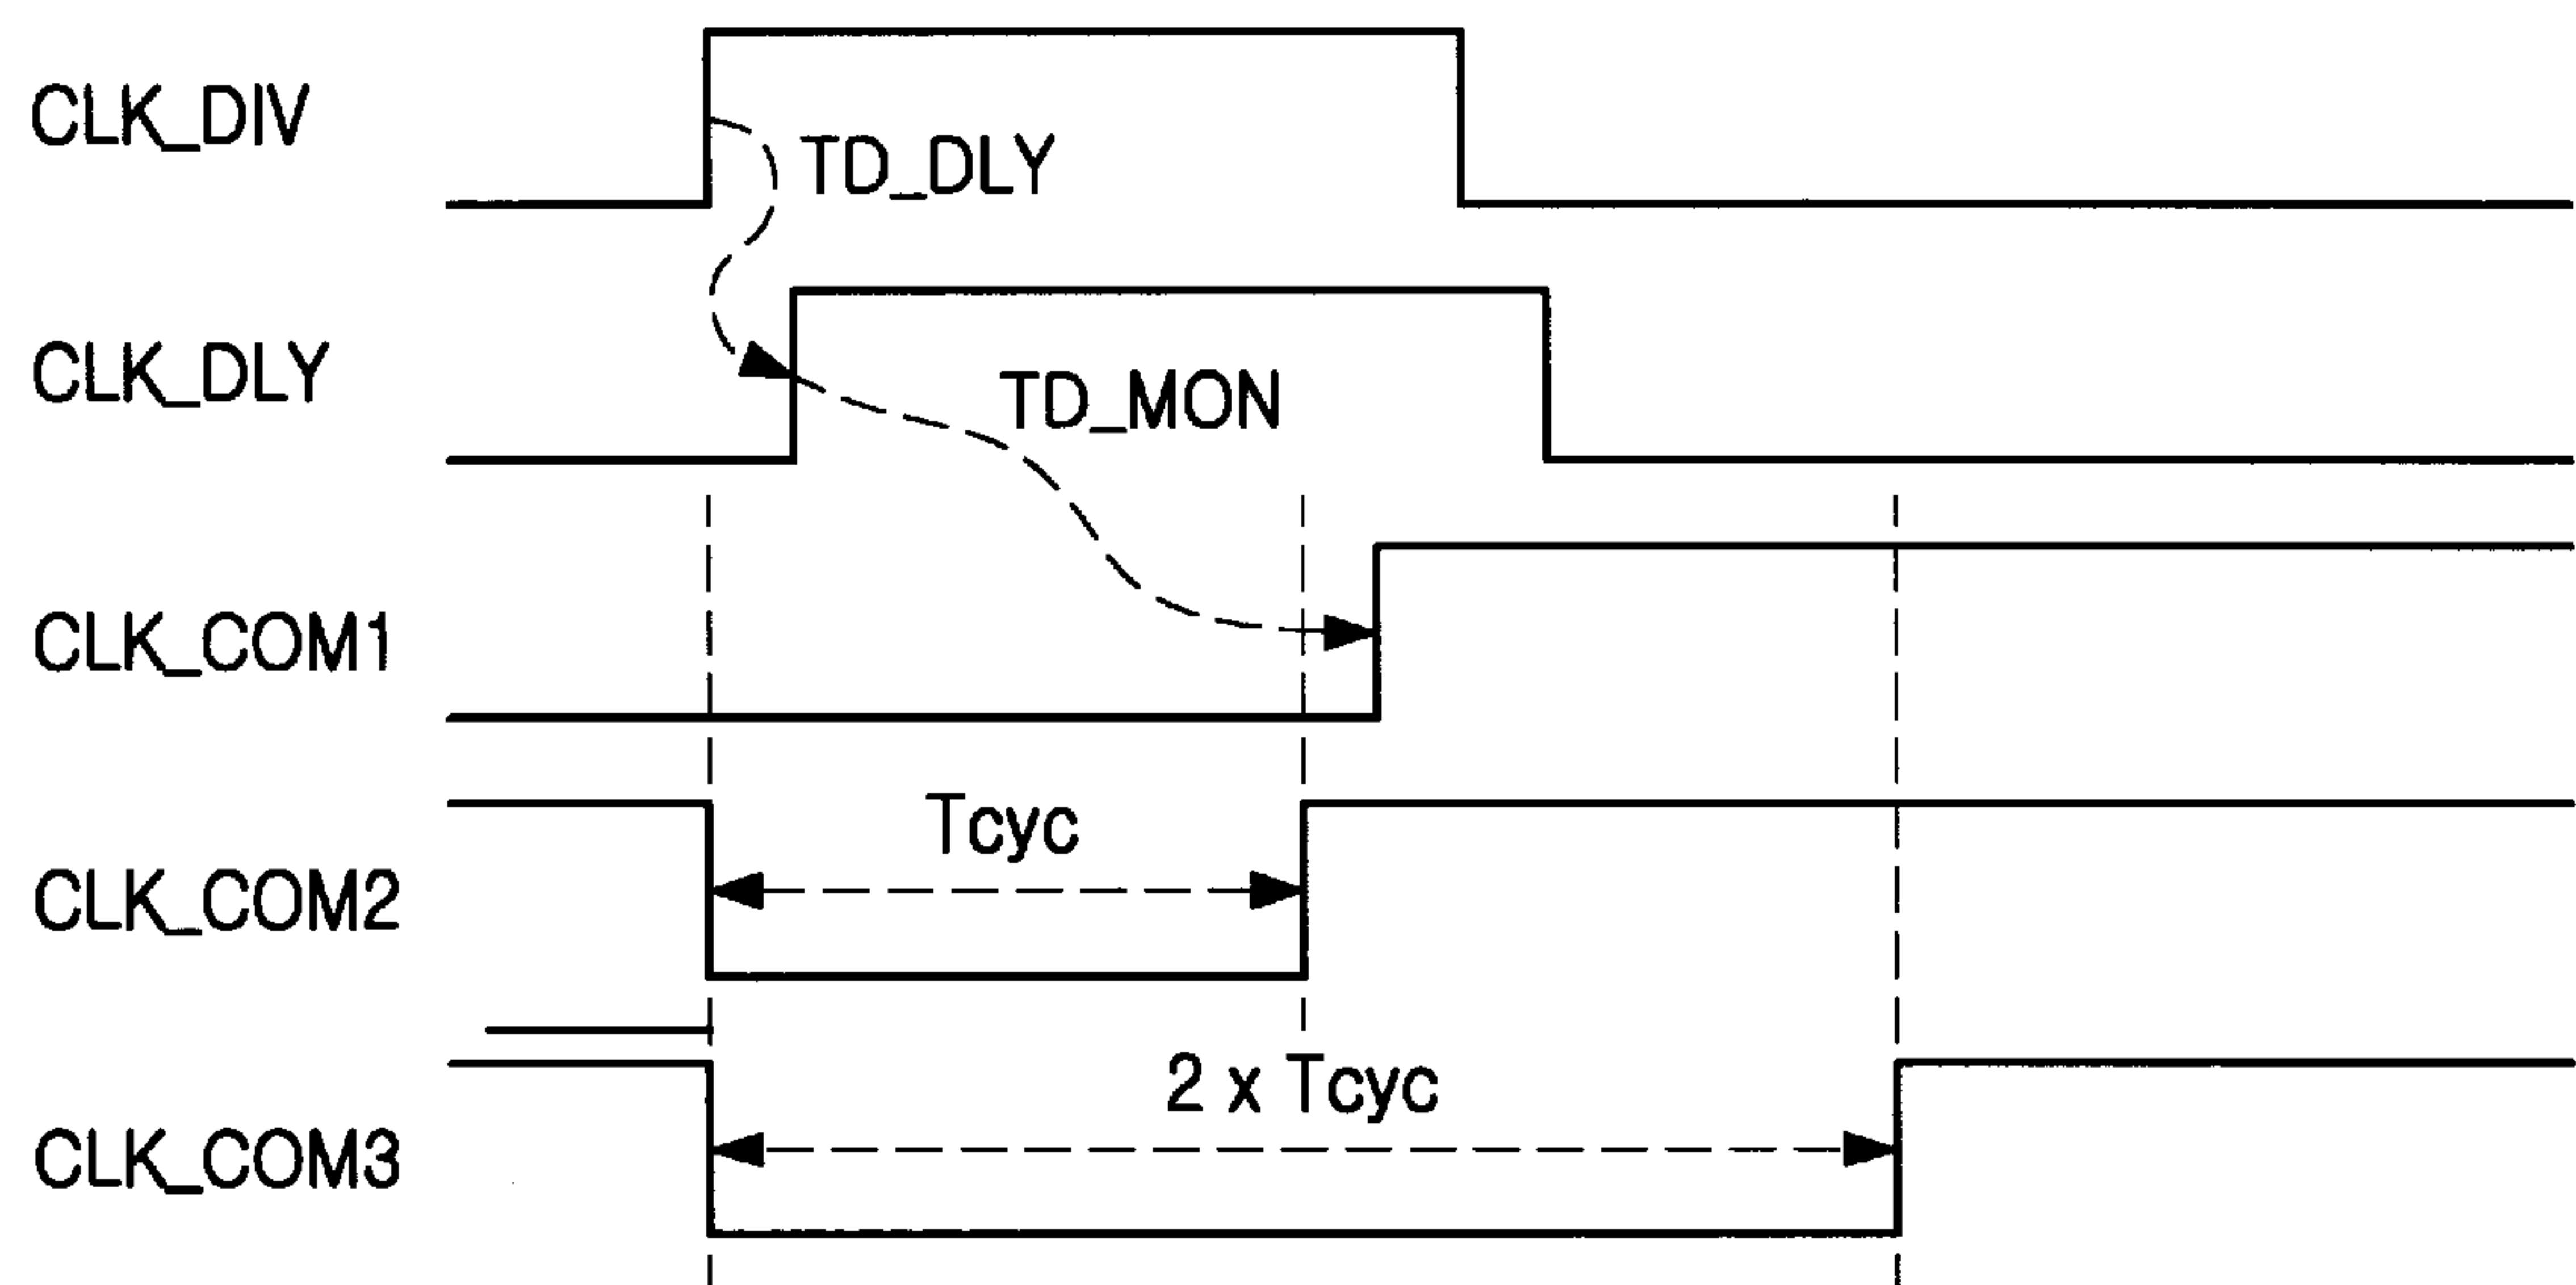 CLK_DIV
TD_DLY
CLK_DLY
TD_MON
CLK_COM1
Tcyc
CLK_COM2
2 x Tcyc
CLK_COM3